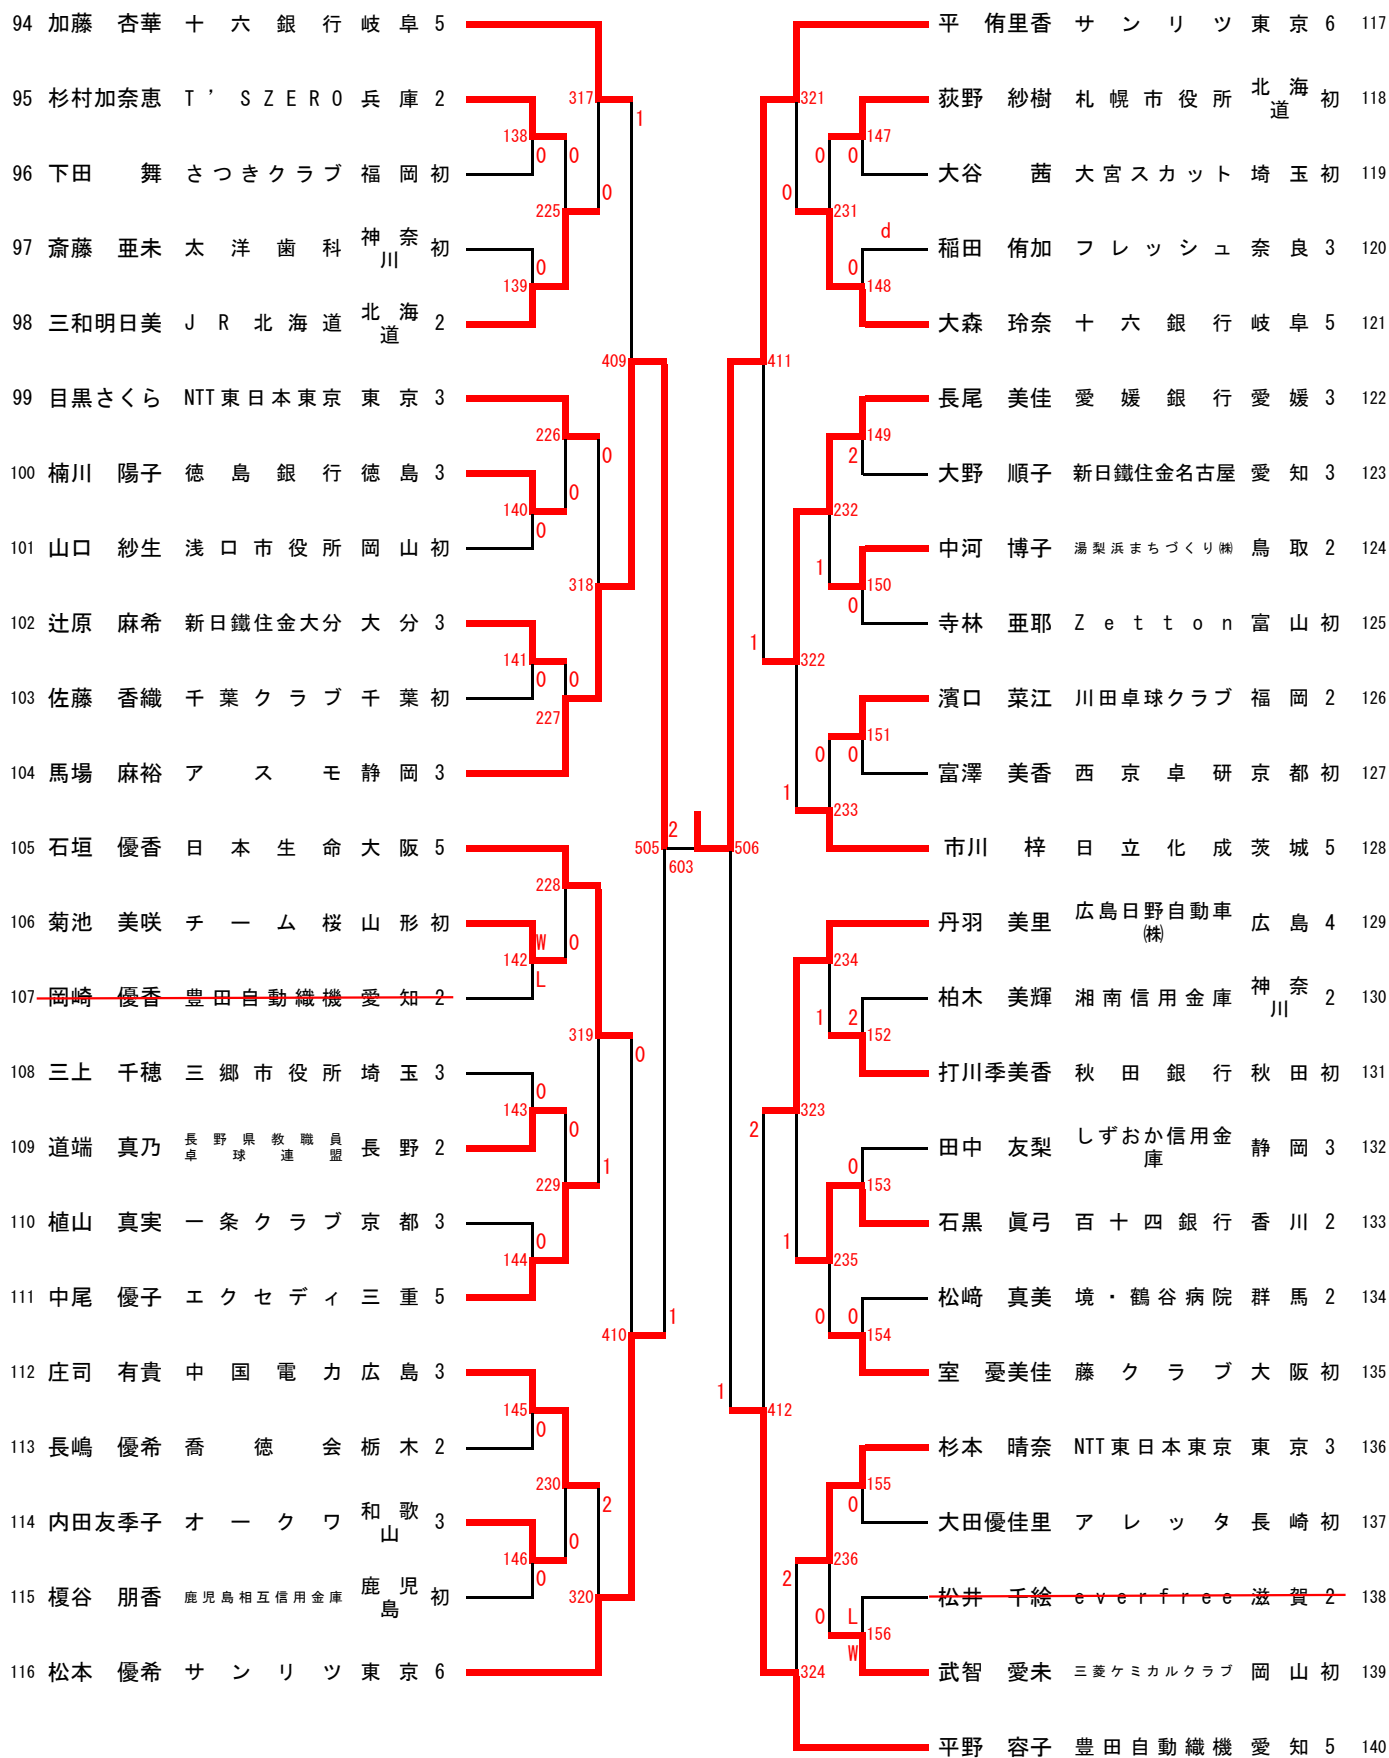 94 加藤 杏華 十六銀行 岐阜 5
95 杉村加奈恵 T'SZERO 兵庫 2
96 下田 舞 さつきクラブ 福岡 初
97 斎藤 亜未 太洋歯科 神奈川 初
98 三和明日美 JR北海道 北海道 2
99 目黒さくら NTT東日本東京 東京 3
100 楠川 陽子 徳島銀行 徳島 3
101 山口 紗生 浅口市役所 岡山 初
102 辻原 麻希 新日鐵住金大分 大分 3
103 佐藤 香織 千葉クラブ 千葉 初
104 馬場 麻裕 アスモ 静岡 3
105 石垣 優香 日本生命 大阪 5
106 菊池 美咲 チーム桜 山形 初
107 岡崎 優香 豊田自動織機 愛知 2
108 三上 千穂 三郷市役所 埼玉 3
109 道端 真乃 長野県教職員卓球連盟 長野 2
110 植山 真実 一条クラブ 京都 3
111 中尾 優子 エクセディ 三重 5
112 庄司 有貴 中国電力 広島 3
113 長嶋 優希 喬徳会 栃木 2
114 内田友季子 オークワ 和歌山 3
115 榎谷 朋香 鹿児島相互信用金庫 鹿児島 初
116 松本 優希 サンリツ 東京 6
317 1
138 0 0
225 0
139 0
409
226 0
140 0 0
318
141 0 0
227
505 2 603
228
142 W L 0
319 0
143 0 0
229 1
144 0
410 1
145 0
230 2
146 0 0
320
平 侑里香 サンリツ 東京 6 117
荻野 紗樹 札幌市役所 北海道 初 118
大谷 茜 大宮スカット 埼玉 初 119
稲田 侑加 フレッシュ 奈良 3 120
大森 玲奈 十六銀行 岐阜 5 121
長尾 美佳 愛媛銀行 愛媛 3 122
大野 順子 新日鐵住金名古屋 愛知 3 123
中河 博子 湯梨浜まちづくり㈱ 鳥取 2 124
寺林 亜耶 Zetton 富山 初 125
濱口 菜江 川田卓球クラブ 福岡 2 126
富澤 美香 西京卓研 京都 初 127
市川 梓 日立化成 茨城 5 128
丹羽 美里 広島日野自動車㈱ 広島 4 129
柏木 美輝 湘南信用金庫 神奈川 2 130
打川季美香 秋田銀行 秋田 初 131
田中 友梨 しずおか信用金庫 静岡 3 132
石黒 眞弓 百十四銀行 香川 2 133
松﨑 真美 境・鶴谷病院 群馬 2 134
室 憂美佳 藤クラブ 大阪 初 135
杉本 晴奈 NTT東日本東京 東京 3 136
大田優佳里 アレッタ 長崎 初 137
松井 千絵 everfree 滋賀 2 138
武智 愛未 三菱ケミカルクラブ 岡山 初 139
平野 容子 豊田自動織機 愛知 5 140
321
0 0 147
0 231
d
0 148
411
149
2
232
1 150
0
1 322
151
0 0
1 233
506
234
1 2 152
2 323
0 153
1 235
0 0 154
1 412
155
0
2 236
0 L 156
W
324